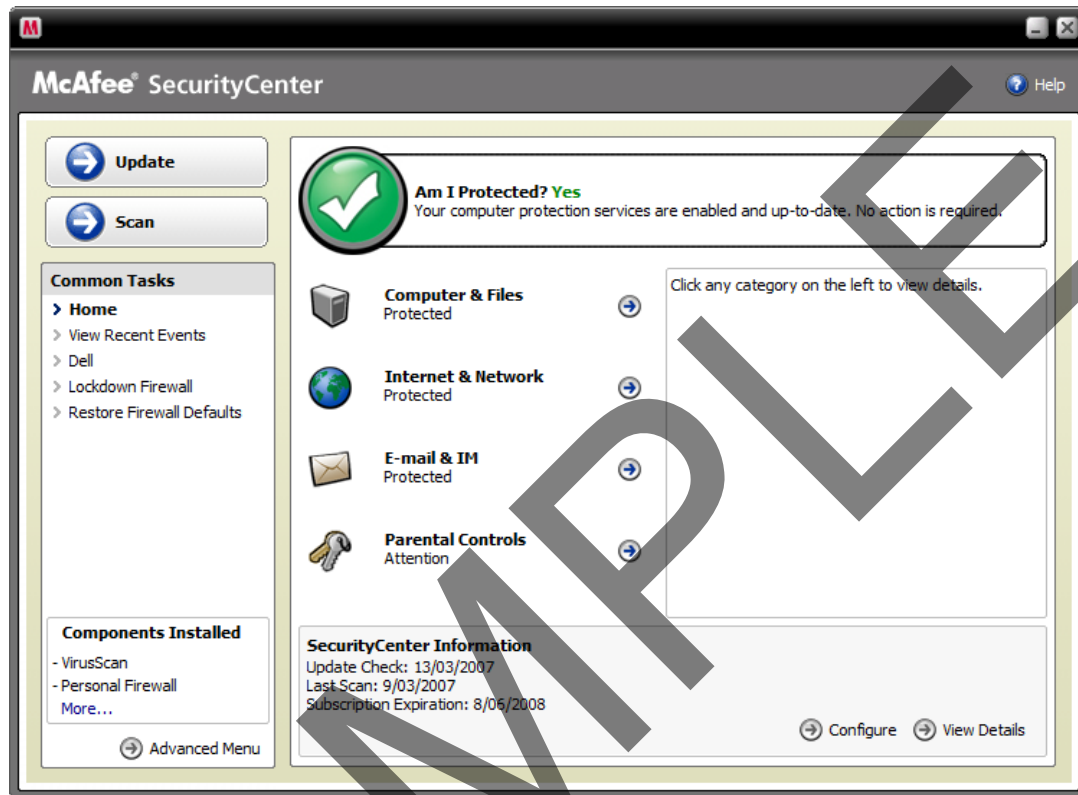 McAfee® SecurityCenter
Help
Update
Scan
Common Tasks
Home
View Recent Events
Dell
Lockdown Firewall
Restore Firewall Defaults
Components Installed
- VirusScan
- Personal Firewall
More...
Advanced Menu
Am I Protected? Yes
Your computer protection services are enabled and up-to-date. No action is required.
Computer & Files
Protected
Internet & Network
Protected
E-mail & IM
Protected
Parental Controls
Attention
Click any category on the left to view details.
SecurityCenter Information
Update Check: 13/03/2007
Last Scan: 9/03/2007
Subscription Expiration: 8/06/2008
Configure
View Details
MPLE